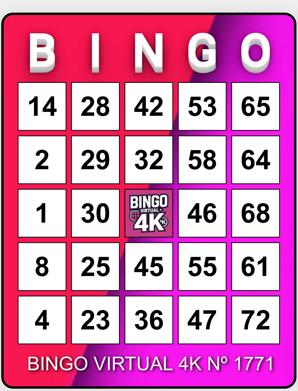 B I N G O
14 28 42 53 65
2 29 32 58 64
1 30 BINGO VIRTUAL 4K 46 68
8 25 45 55 61
4 23 36 47 72
BINGO VIRTUAL 4K Nº 1771